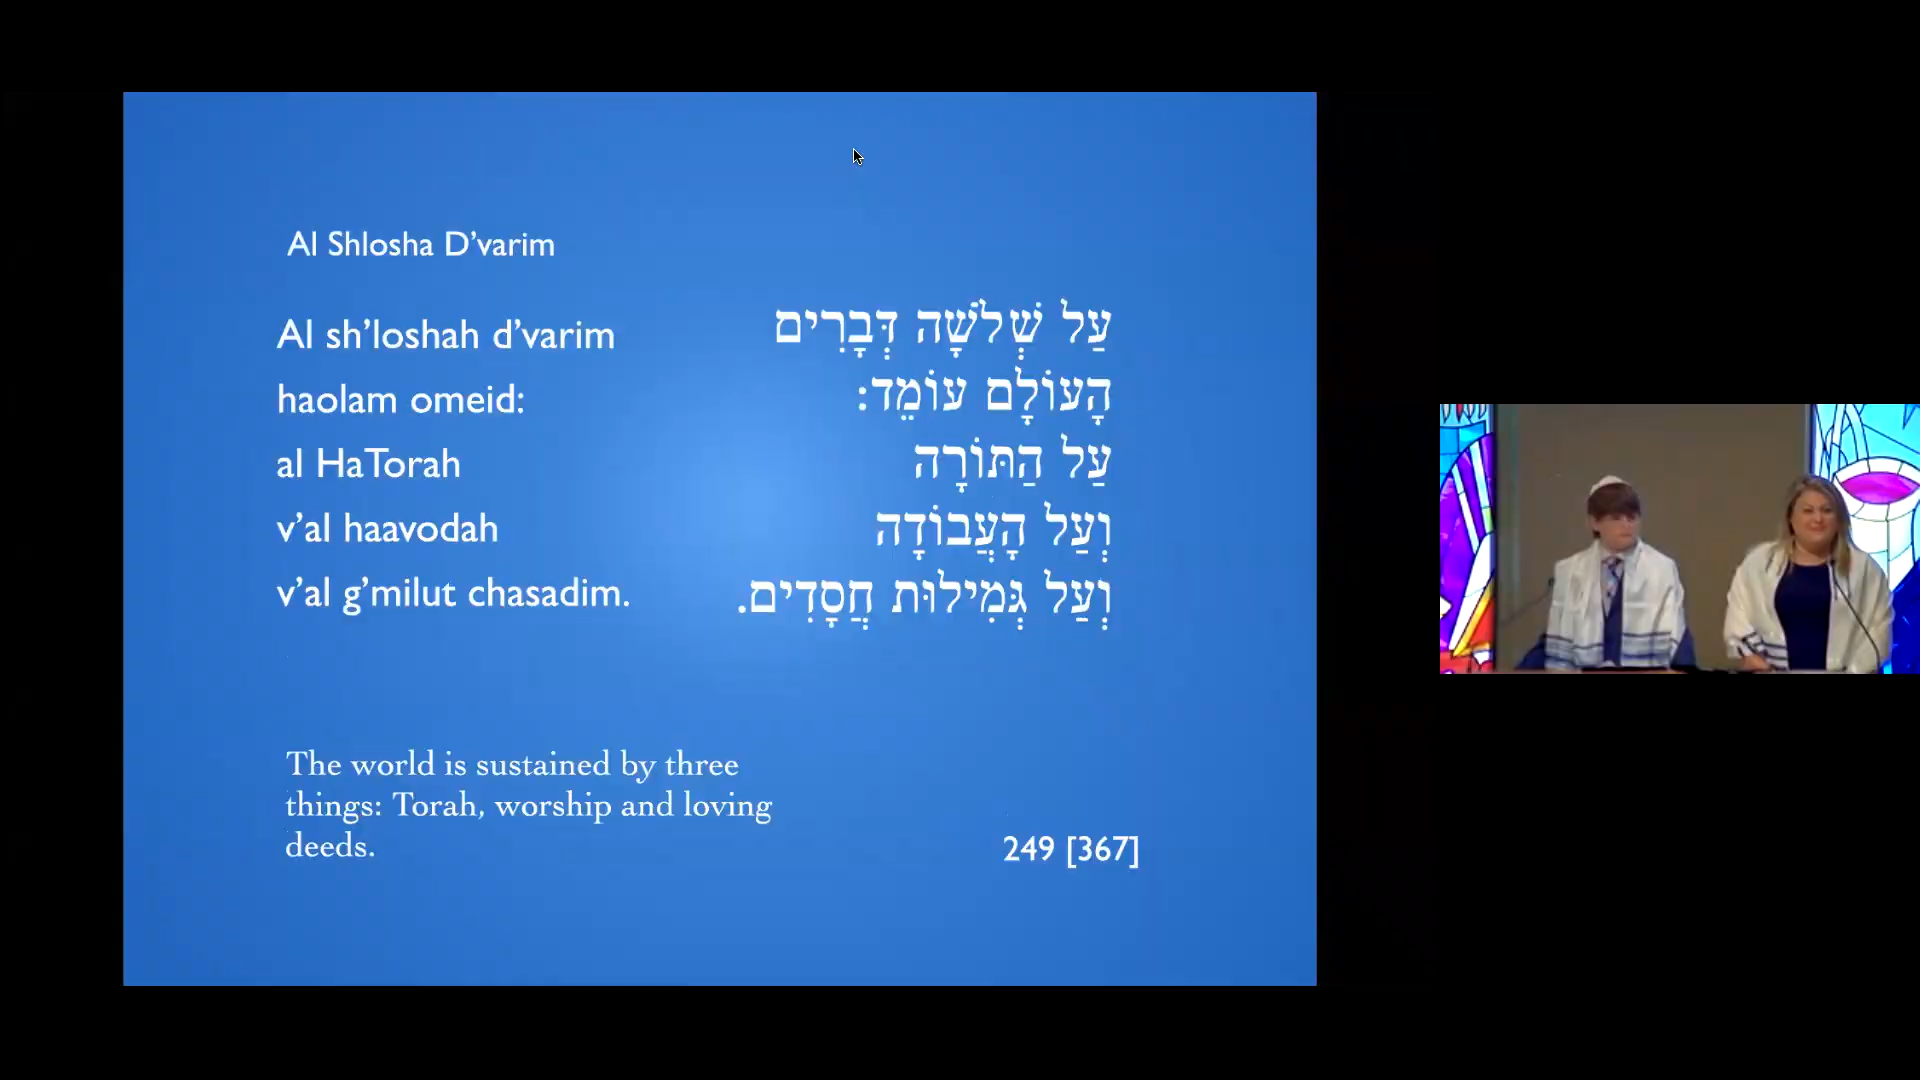 Al Shlosha D’varim
Al sh’loshah d’varim
haolam omeid:
al HaTorah
v’al haavodah
v’al g’milut chasadim.
עַל שְׁלֹשָׁה דְּבָרִים
הָעוֹלָם עוֹמֵד:
עַל הַתּוֹרָה
וְעַל הָעֲבוֹדָה
וְעַל גְּמִילוּת חֲסָדִים.
The world is sustained by three
things: Torah, worship and loving
deeds.
249 [367]